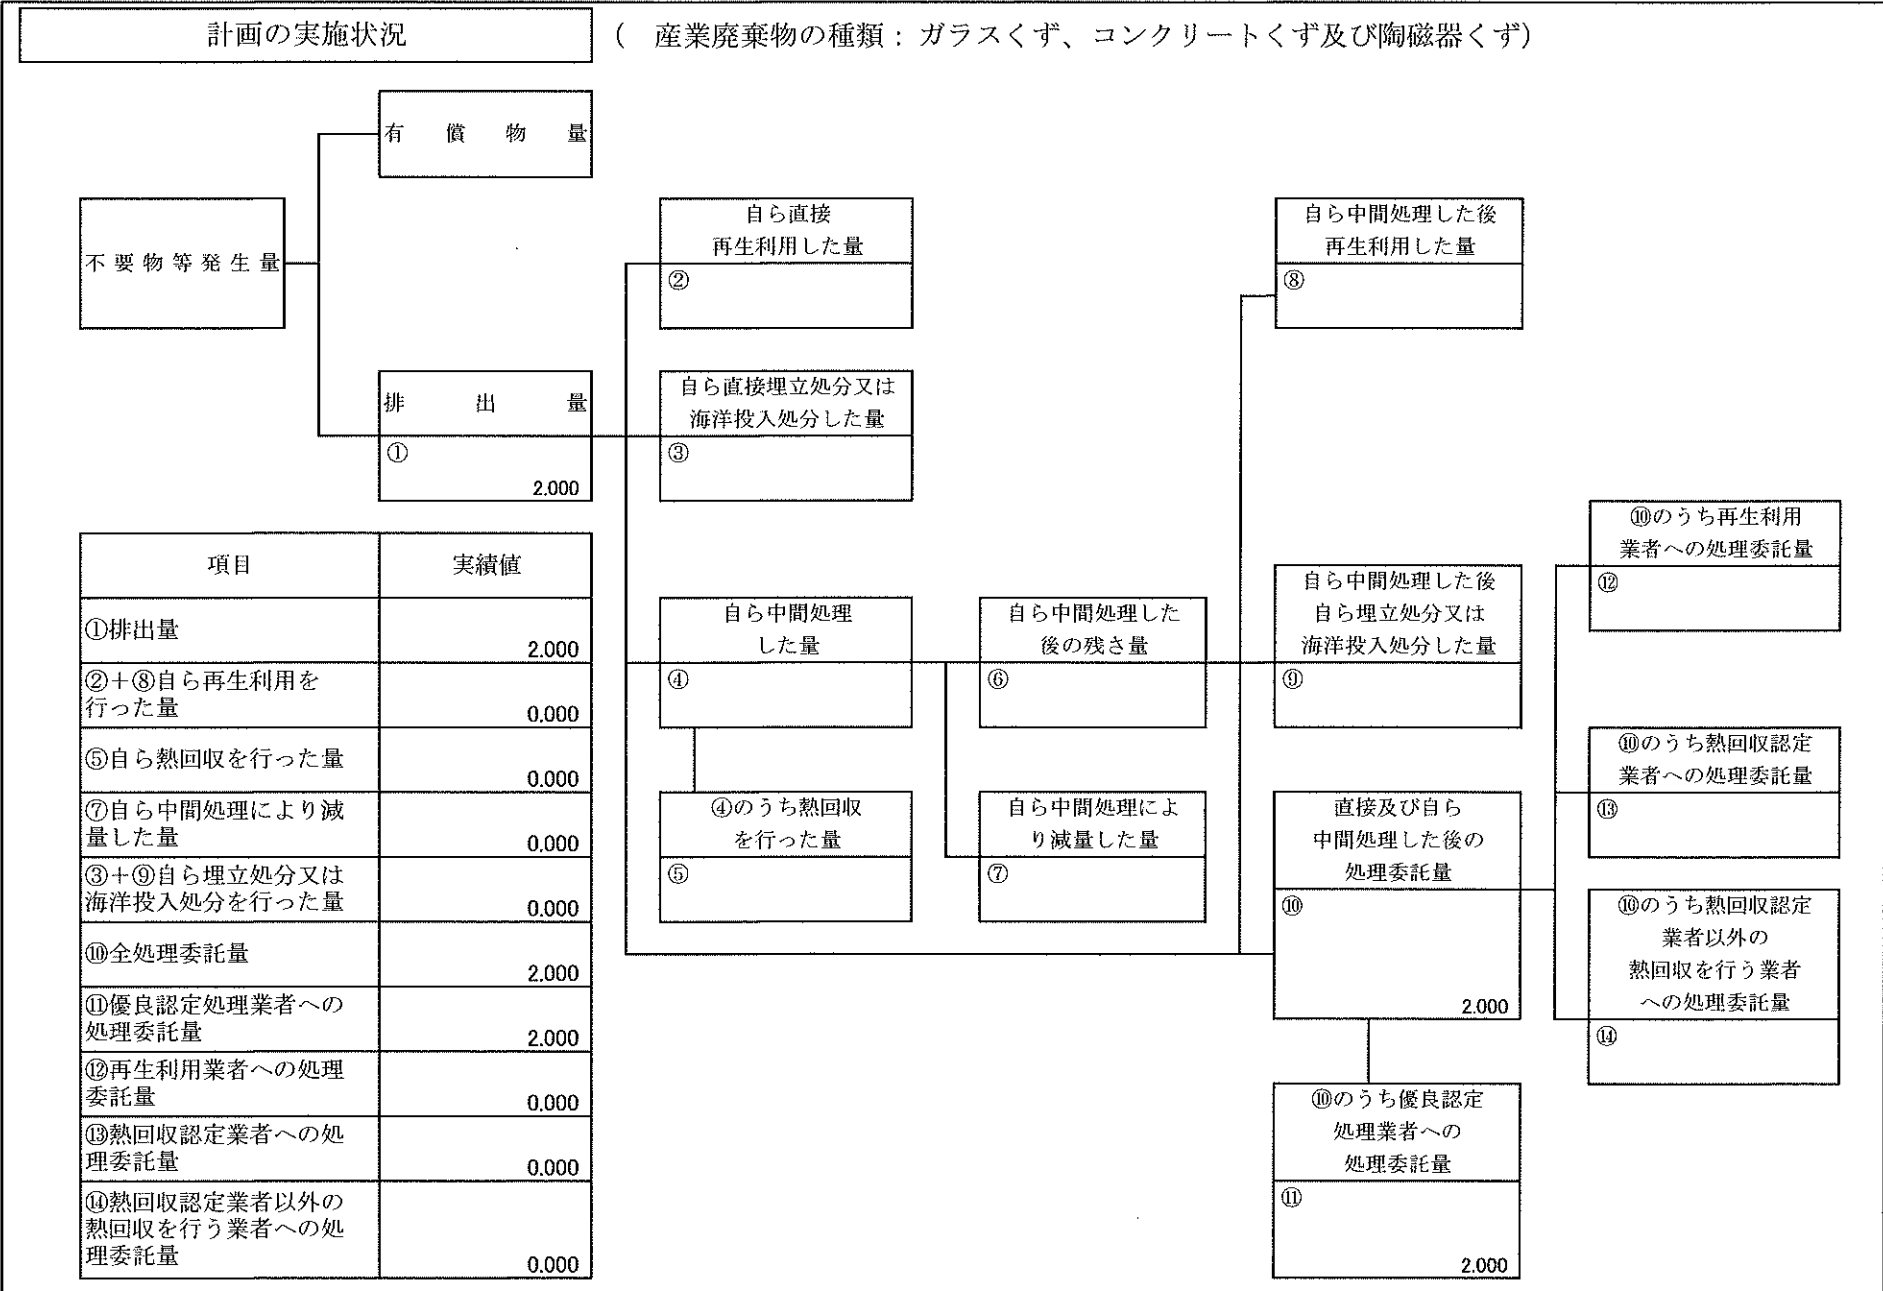 計画の実施状況
( 産業廃棄物の種類：ガラスくず、コンクリートくず及び陶磁器くず)
有償物量
不要物等発生量
排出量
①
2.000
自ら直接
再生利用した量
②
自ら直接埋立処分又は
海洋投入処分した量
③
自ら中間処理
した量
④
④のうち熱回収
を行った量
⑤
自ら中間処理した
後の残さ量
⑥
自ら中間処理によ
り減量した量
⑦
自ら中間処理した後
再生利用した量
⑧
自ら中間処理した後
自ら埋立処分又は
海洋投入処分した量
⑨
直接及び自ら
中間処理した後の
処理委託量
⑩
2.000
⑩のうち優良認定
処理業者への
処理委託量
⑪
2.000
⑩のうち再生利用
業者への処理委託量
⑫
⑩のうち熱回収認定
業者への処理委託量
⑬
⑩のうち熱回収認定
業者以外の
熱回収を行う業者
への処理委託量
⑭
項目 実績値
①排出量
2.000
②＋⑧自ら再生利用を
行った量
0.000
⑤自ら熱回収を行った量
0.000
⑦自ら中間処理により減
量した量
0.000
③＋⑨自ら埋立処分又は
海洋投入処分を行った量
0.000
⑩全処理委託量
2.000
⑪優良認定処理業者への
処理委託量
2.000
⑫再生利用業者への処理
委託量
0.000
⑬熱回収認定業者への処
理委託量
0.000
⑭熱回収認定業者以外の
熱回収を行う業者への処
理委託量
0.000